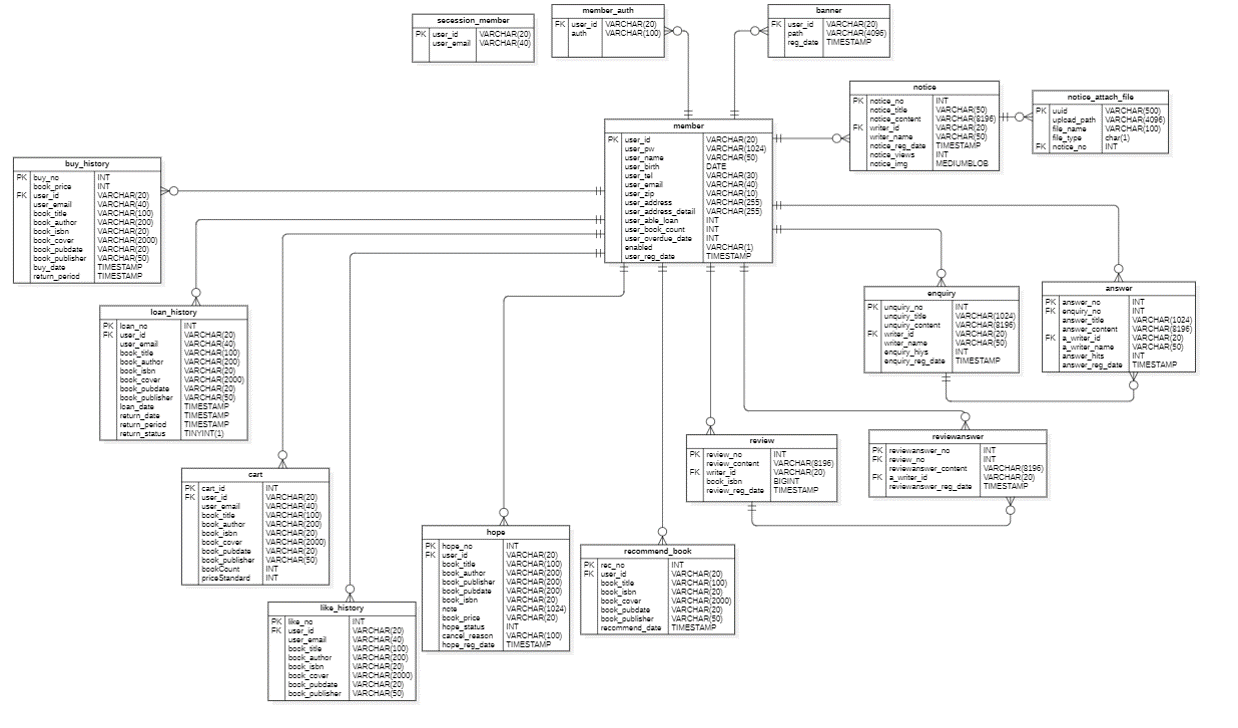 secession_member
PK user_id VARCHAR(20)
user_email VARCHAR(40)
member_auth
FK user_id VARCHAR(20)
auth VARCHAR(100)
banner
FK user_id VARCHAR(20)
path VARCHAR(4096)
reg_date TIMESTAMP
notice
PK notice_no INT
notice_title VARCHAR(50)
notice_content VARCHAR(8196)
FK writer_id VARCHAR(20)
writer_name VARCHAR(50)
notice_reg_date TIMESTAMP
notice_views INT
notice_img MEDIUMBLOB
notice_attach_file
PK uuid VARCHAR(500)
upload_path VARCHAR(4096)
file_name VARCHAR(100)
file_type char(1)
FK notice_no INT
member
PK user_id VARCHAR(20)
user_pw VARCHAR(1024)
user_name VARCHAR(50)
user_birth DATE
user_tel VARCHAR(30)
user_email VARCHAR(40)
user_zip VARCHAR(10)
user_address VARCHAR(255)
user_address_detail VARCHAR(255)
user_able_loan INT
user_book_count INT
user_overdue_date INT
enabled VARCHAR(1)
user_reg_date TIMESTAMP
buy_history
PK buy_no INT
book_price INT
FK user_id VARCHAR(20)
user_email VARCHAR(40)
book_title VARCHAR(100)
book_author VARCHAR(200)
book_isbn VARCHAR(20)
book_cover VARCHAR(2000)
book_pubdate VARCHAR(20)
book_publisher VARCHAR(50)
buy_date TIMESTAMP
return_period TIMESTAMP
loan_history
PK loan_no INT
FK user_id VARCHAR(20)
user_email VARCHAR(40)
book_title VARCHAR(100)
book_author VARCHAR(200)
book_isbn VARCHAR(20)
book_cover VARCHAR(2000)
book_pubdate VARCHAR(20)
book_publisher VARCHAR(50)
loan_date TIMESTAMP
return_date TIMESTAMP
return_period TIMESTAMP
return_status TINYINT(1)
enquiry
PK unquiry_no INT
unquiry_title VARCHAR(1024)
unquiry_content VARCHAR(8196)
FK writer_id VARCHAR(20)
writer_name VARCHAR(50)
enquiry_hiys INT
enquiry_reg_date TIMESTAMP
answer
PK answer_no INT
FK enquiry_no INT
answer_title VARCHAR(1024)
answer_content VARCHAR(8196)
FK a_writer_id VARCHAR(20)
a_writer_name VARCHAR(50)
answer_hits INT
answer_reg_date TIMESTAMP
review
PK review_no INT
review_content VARCHAR(8196)
FK writer_id VARCHAR(20)
book_isbn BIGINT
review_reg_date TIMESTAMP
reviewanswer
PK reviewanswer_no INT
FK review_no INT
reviewanswer_content VARCHAR(8196)
FK a_writer_id VARCHAR(20)
reviewanswer_reg_date TIMESTAMP
cart
PK cart_id INT
FK user_id VARCHAR(20)
user_email VARCHAR(40)
book_title VARCHAR(100)
book_author VARCHAR(200)
book_isbn VARCHAR(20)
book_cover VARCHAR(2000)
book_pubdate VARCHAR(20)
book_publisher VARCHAR(50)
bookCount INT
priceStandard INT
hope
PK hope_no INT
FK user_id VARCHAR(20)
book_title VARCHAR(100)
book_author VARCHAR(200)
book_publisher VARCHAR(200)
book_pubdate VARCHAR(200)
book_isbn VARCHAR(20)
note VARCHAR(1024)
book_price VARCHAR(20)
hope_status INT
cancel_reason VARCHAR(100)
hope_reg_date TIMESTAMP
recommend_book
PK rec_no INT
FK user_id VARCHAR(20)
book_title VARCHAR(100)
book_isbn VARCHAR(20)
book_cover VARCHAR(2000)
book_pubdate VARCHAR(20)
book_publisher VARCHAR(50)
recommend_date TIMESTAMP
like_history
PK like_no INT
FK user_id VARCHAR(20)
user_email VARCHAR(40)
book_title VARCHAR(100)
book_author VARCHAR(200)
book_isbn VARCHAR(20)
book_cover VARCHAR(2000)
book_pubdate VARCHAR(20)
book_publisher VARCHAR(50)